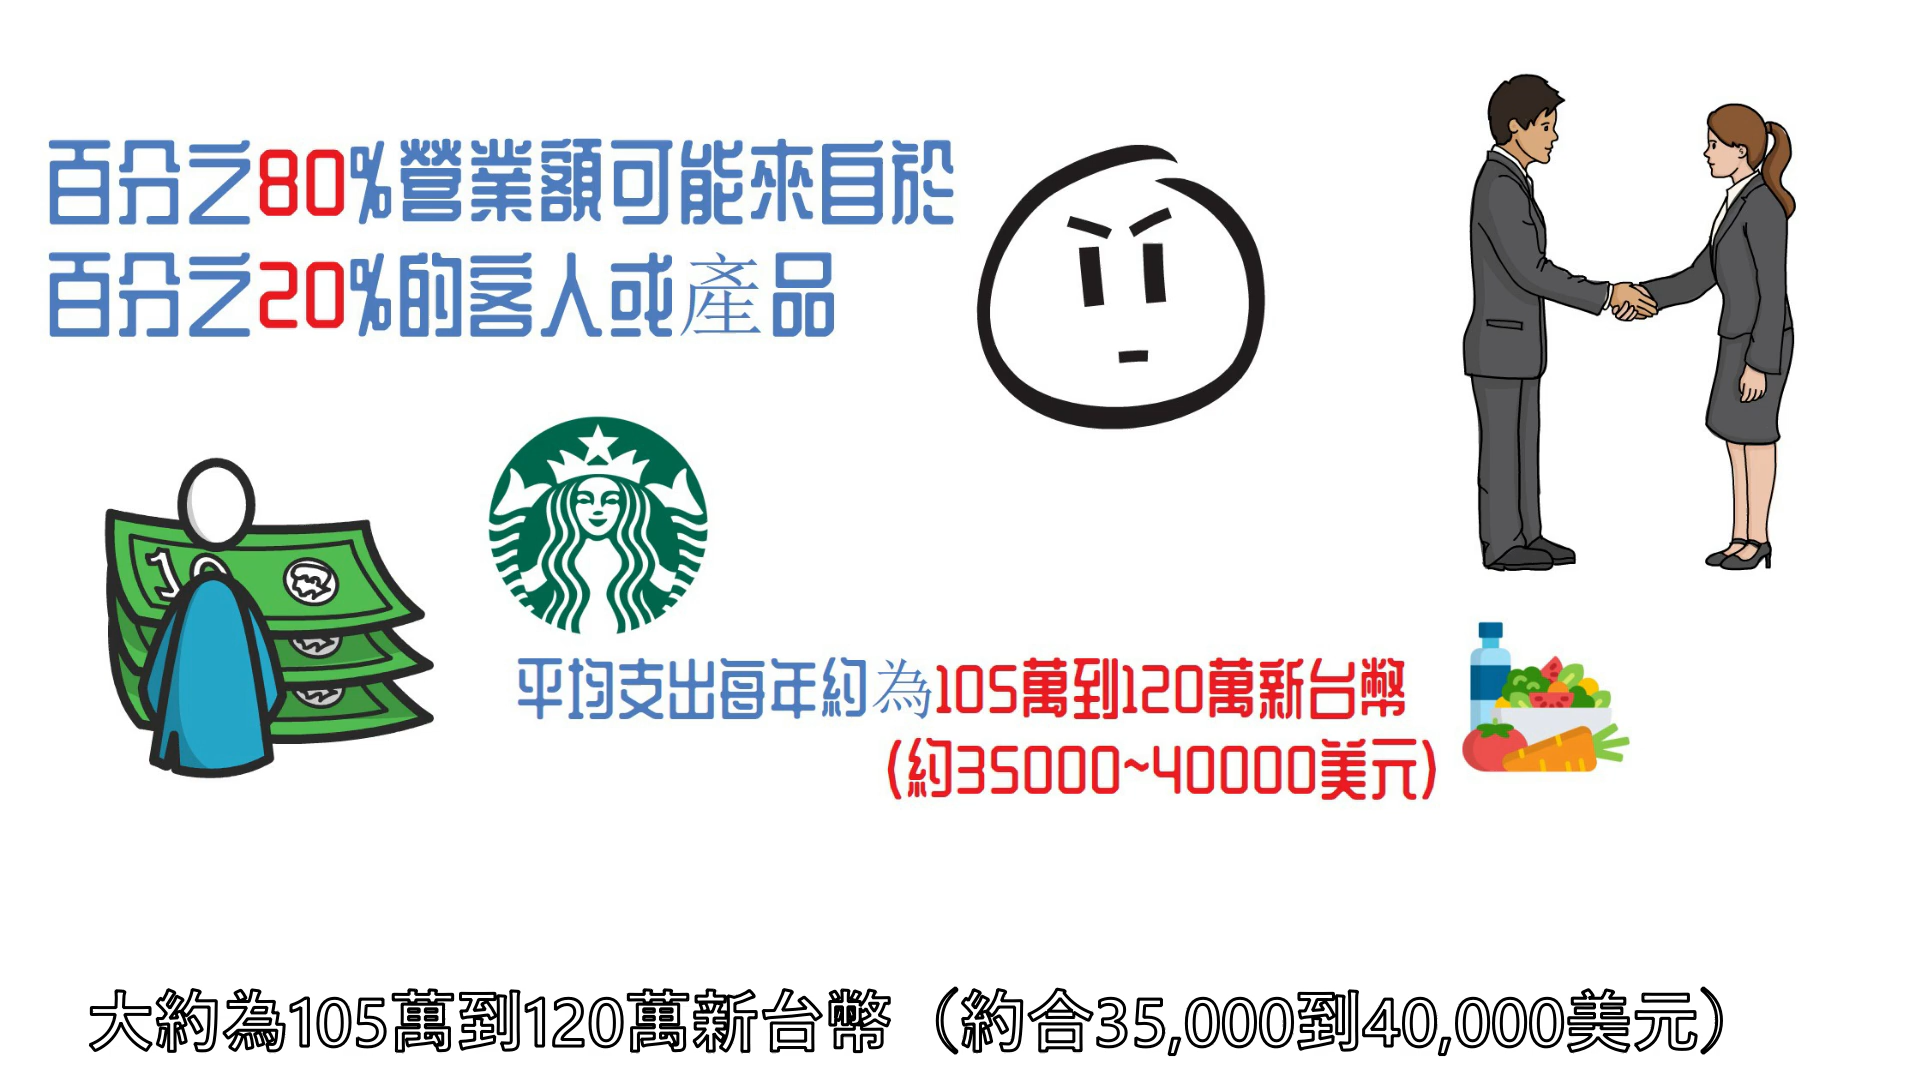 百分之80%營業額可能來自於
百分之20%的客人或產品
10
平均支出每年約為105萬到120萬新台幣
(約35000~40000美元)
大約為105萬到120萬新台幣（約合35,000到40,000美元）